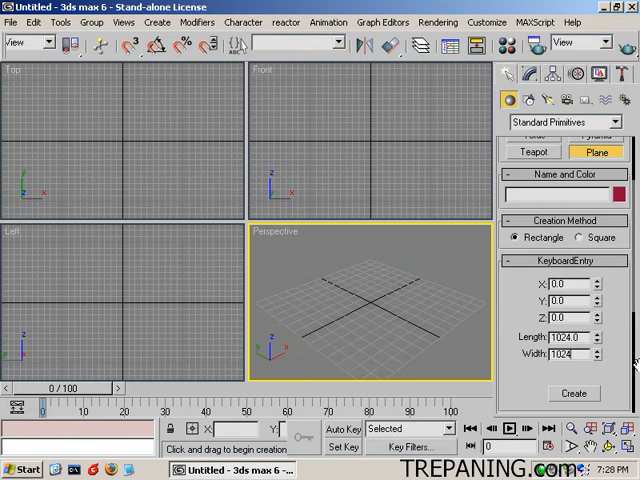 Untitled - 3ds max 6 - Stand-alone License
File Edit Tools Group Views Create Modifiers Character reactor Animation Graph Editors Rendering Customize MAXScript Help
View
View
Top
Front
Left
Perspective
Standard Primitives
Teapot Plane
Name and Color
Creation Method
Rectangle Square
KeyboardEntry
X: 0.0
Y: 0.0
Z: 0.0
Length: 1024.0
Width: 1024
Create
0 / 100
0 10 20 30 40 50 60 70 80 90 100
X: Y: Auto Key Selected
Click and drag to begin creation Set Key Key Filters... 0
Start Untitled - 3ds max 6 -... 7:28 PM
TREPANING.com